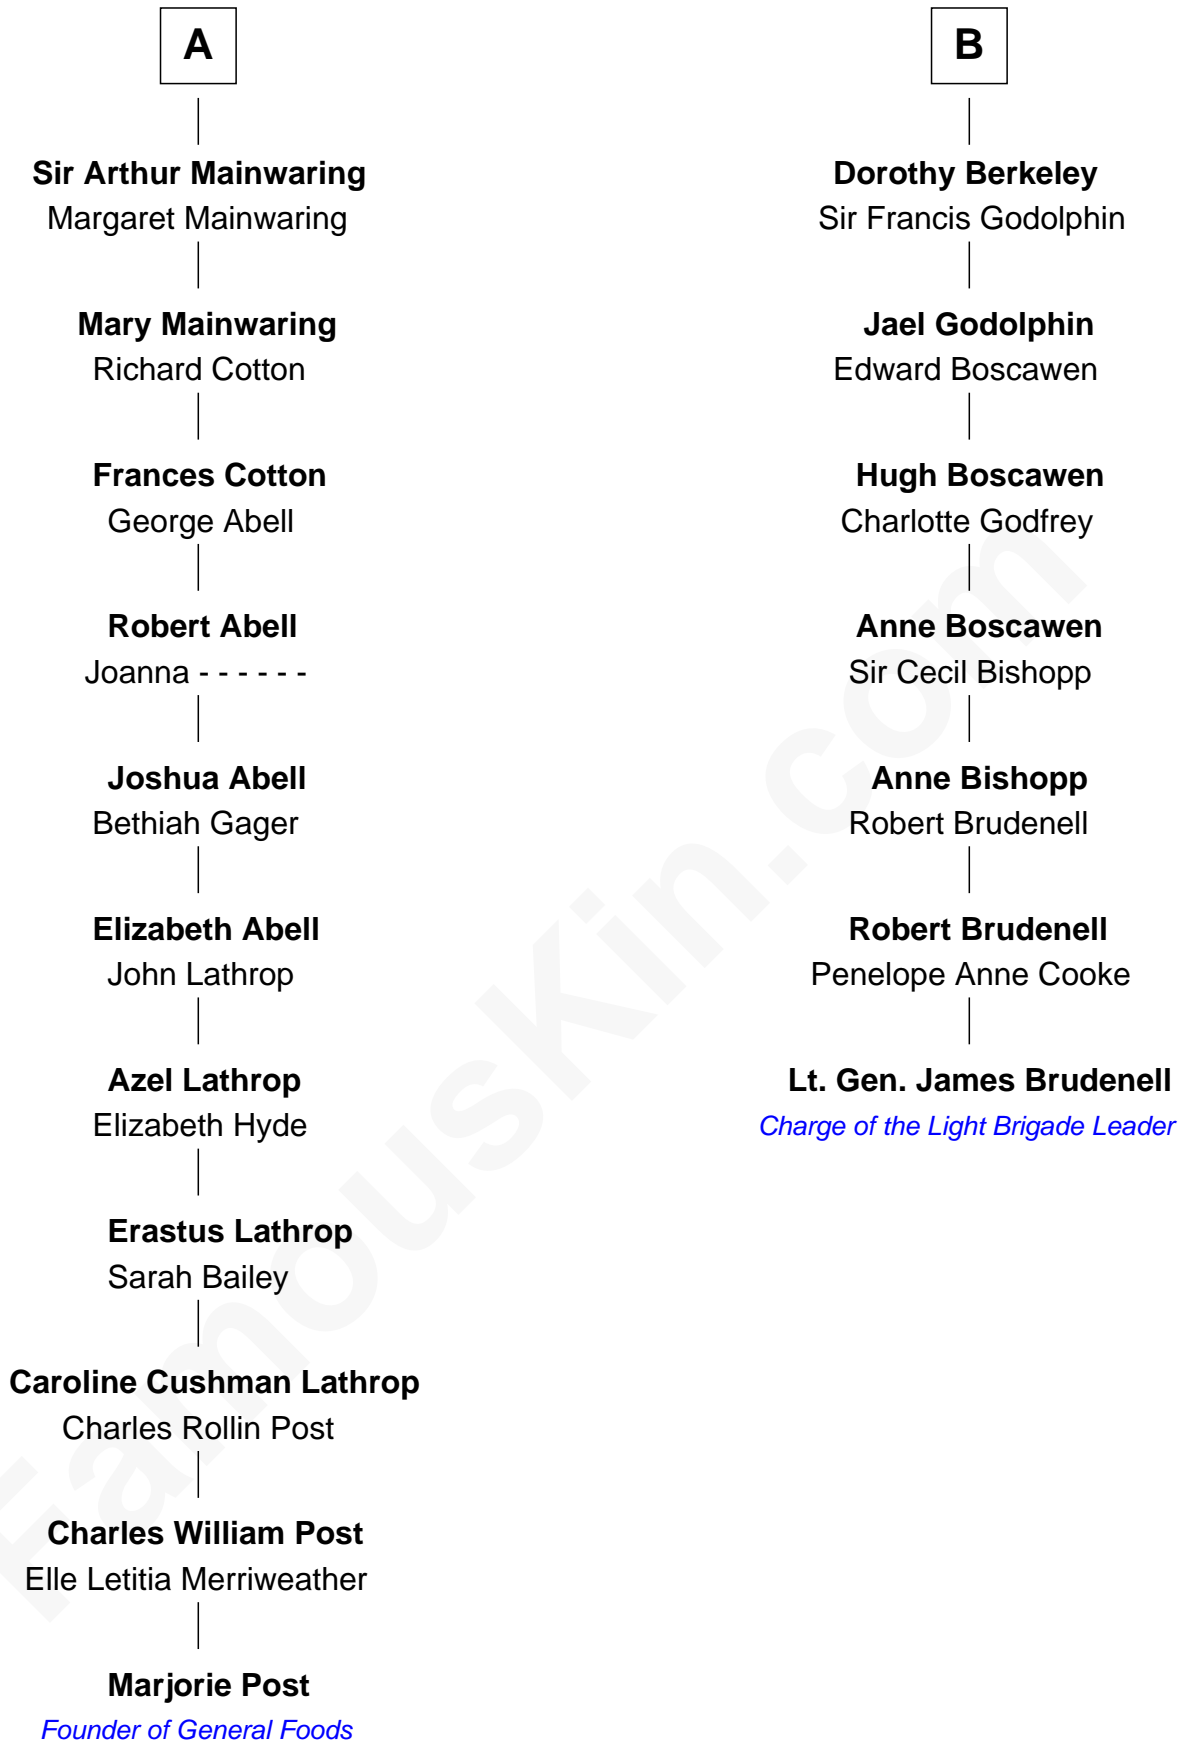 A
Sir Arthur Mainwaring
Margaret Mainwaring
Mary Mainwaring
Richard Cotton
Frances Cotton
George Abell
Robert Abell
Joanna - - - - - -
Joshua Abell
Bethiah Gager
Elizabeth Abell
John Lathrop
Azel Lathrop
Elizabeth Hyde
Erastus Lathrop
Sarah Bailey
Caroline Cushman Lathrop
Charles Rollin Post
Charles William Post
Elle Letitia Merriweather
Marjorie Post
Founder of General Foods
B
Dorothy Berkeley
Sir Francis Godolphin
Jael Godolphin
Edward Boscawen
Hugh Boscawen
Charlotte Godfrey
Anne Boscawen
Sir Cecil Bishopp
Anne Bishopp
Robert Brudenell
Robert Brudenell
Penelope Anne Cooke
Lt. Gen. James Brudenell
Charge of the Light Brigade Leader
FamousKin.com